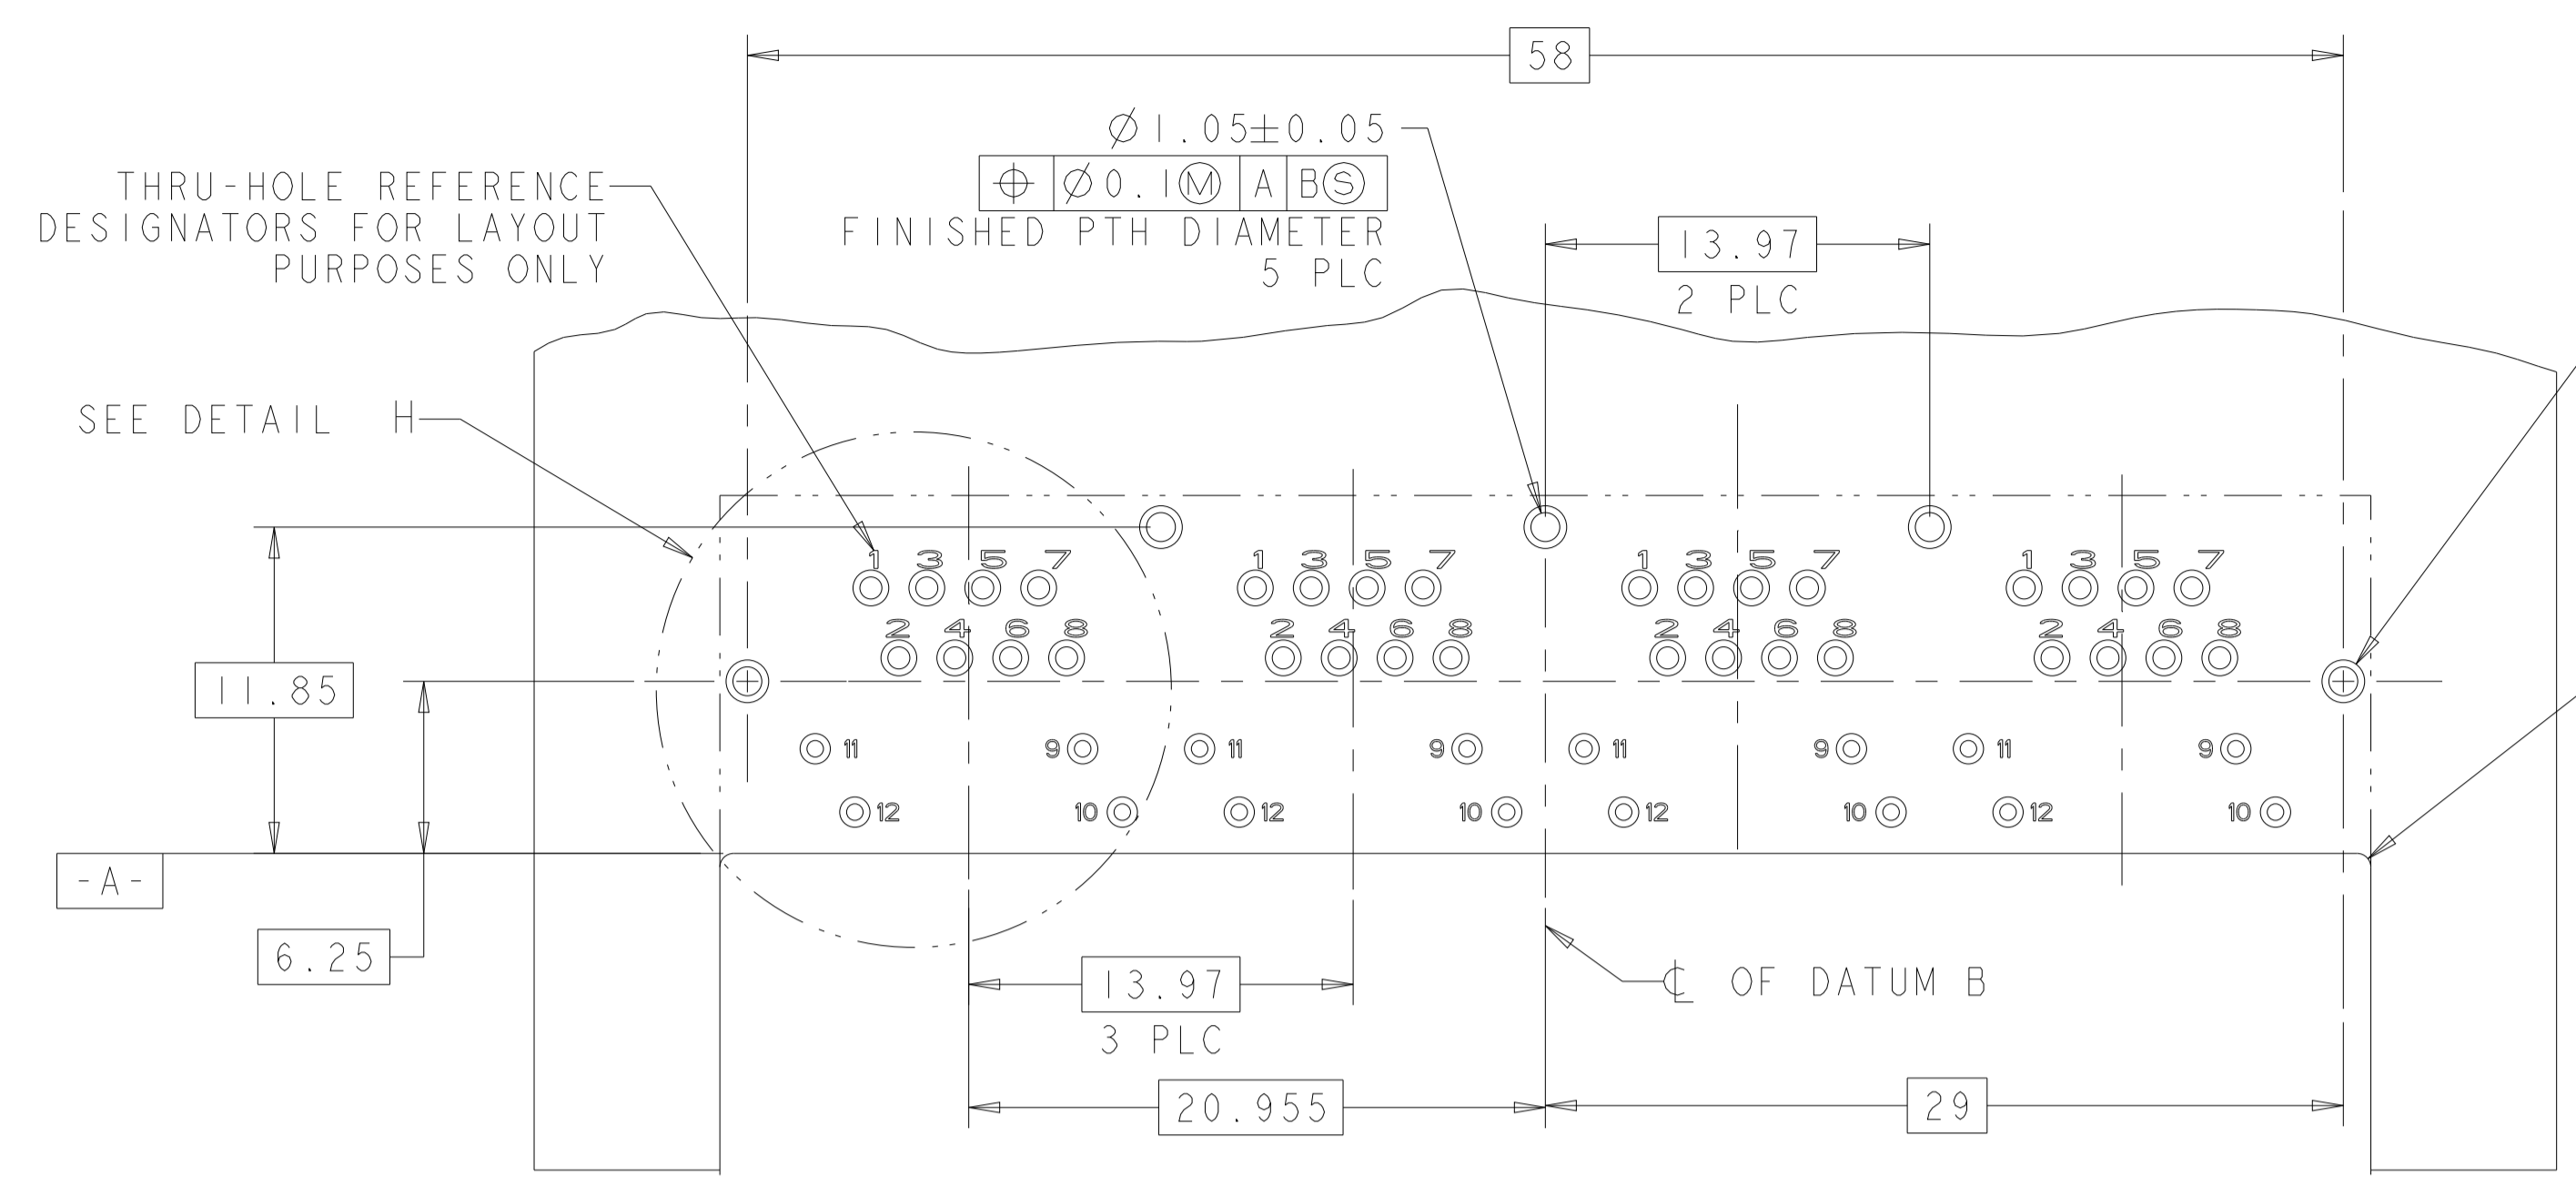 58
⌀1.05±0.05
⌖ ⌀0.1Ⓜ A BⓈ
FINISHED PTH DIAMETER
5 PLC
THRU-HOLE REFERENCE
DESIGNATORS FOR LAYOUT
PURPOSES ONLY
13.97
2 PLC
SEE DETAIL H
1 3 5 7 1 3 5 7 1 3 5 7 1 3 5 7
2 4 6 8 2 4 6 8 2 4 6 8 2 4 6 8
11.85
11 9 11 9 11 9 11 9
12 10 12 10 12 10 12 10
-A-
6.25
13.97
3 PLC
℄ OF DATUM B
20.955
29